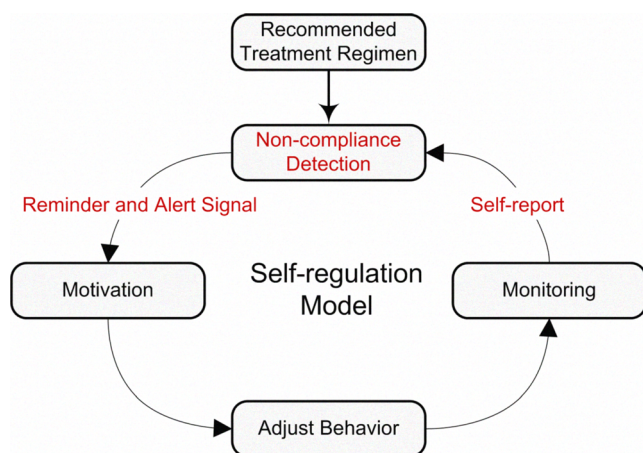 Recommended
Treatment Regimen
Non-compliance
Detection
Reminder and Alert Signal
Self-report
Motivation
Self-regulation
Model
Monitoring
Adjust Behavior